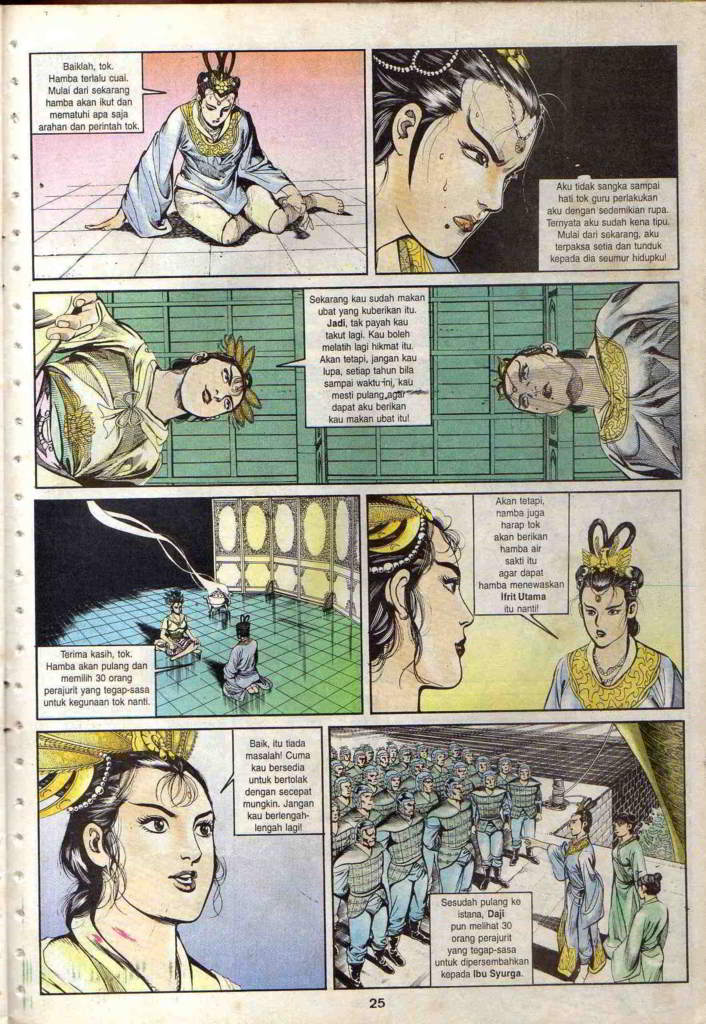 Baiklah, tok.
Hamba terlalu cuai.
Mulai dari sekarang
hamba akan ikut dan
mematuhi apa saja
arahan dan perintah tok.
Aku tidak sangka sampai
hati tok guru perlakukan
aku dengan sedemikian rupa.
Ternyata aku sudah kena tipu.
Mulai dari sekarang, aku
terpaksa setia dan tunduk
kepada dia seumur hidupku!
Sekarang kau sudah makan
ubat yang kuberikan itu.
Jadi, tak payah kau
takut lagi. Kau boleh
melatih lagi hikmat itu.
Akan tetapi, jangan kau
lupa, setiap tahun bila
sampai waktu ini, kau
mesti pulang agar
dapat aku berikan
kau makan ubat itu!
Terima kasih, tok.
Hamba akan pulang dan
memilih 30 orang
perajurit yang tegap-sasa
untuk kegunaan tok nanti.
Akan tetapi,
hamba juga
harap tok
akan berikan
hamba air
sakti itu
agar dapat
hamba menewaskan
Ifrit Utama
itu nanti!
Baik, itu tiada
masalah! Cuma
kau bersedia
untuk bertolak
dengan secepat
mungkin. Jangan
kau berlengah-
lengah lagi!
Sesudah pulang ke
istana, Daji
pun melihat 30
orang perajurit
yang tegap-sasa
untuk dipersembahkan
kepada Ibu Syurga.
25